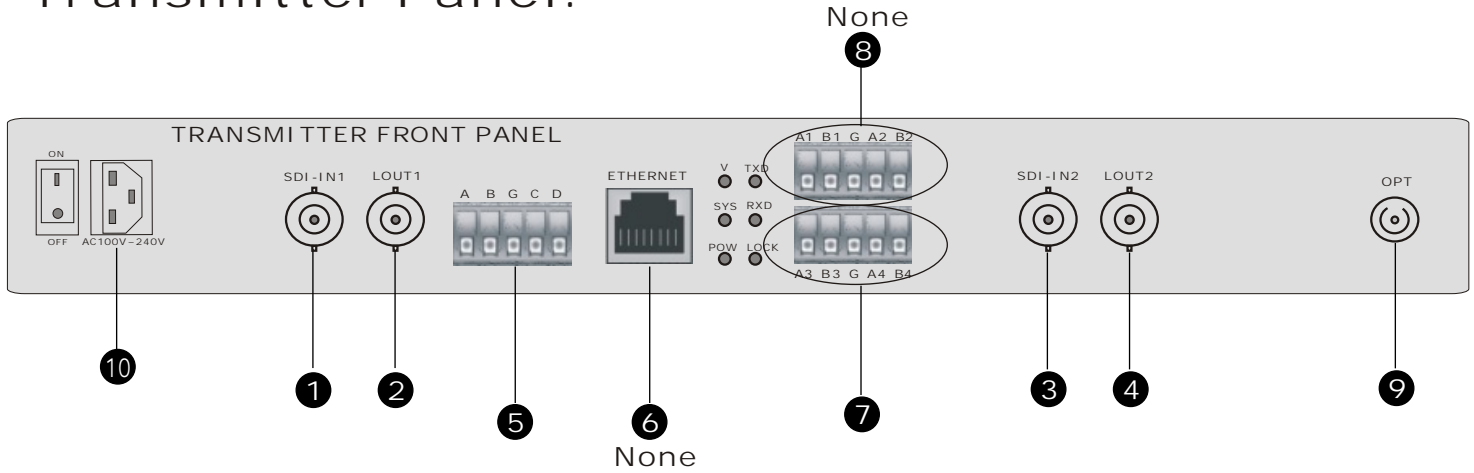 Transmitter Panel:
None
8
TRANSMITTER FRONT PANEL
ON
OFF
AC100V-240V
SDI-IN1
LOUT1
A B G C D
ETHERNET
V TXD
SYS RXD
POW LOCK
A1 B1 G A2 B2
A3 B3 G A4 B4
SDI-IN2
LOUT2
OPT
10
1
2
5
6
None
7
3
4
9